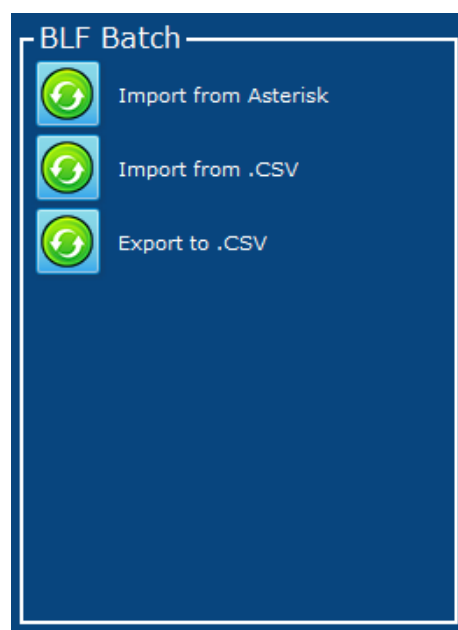 BLF Batch
Import from Asterisk
Import from .CSV
Export to .CSV